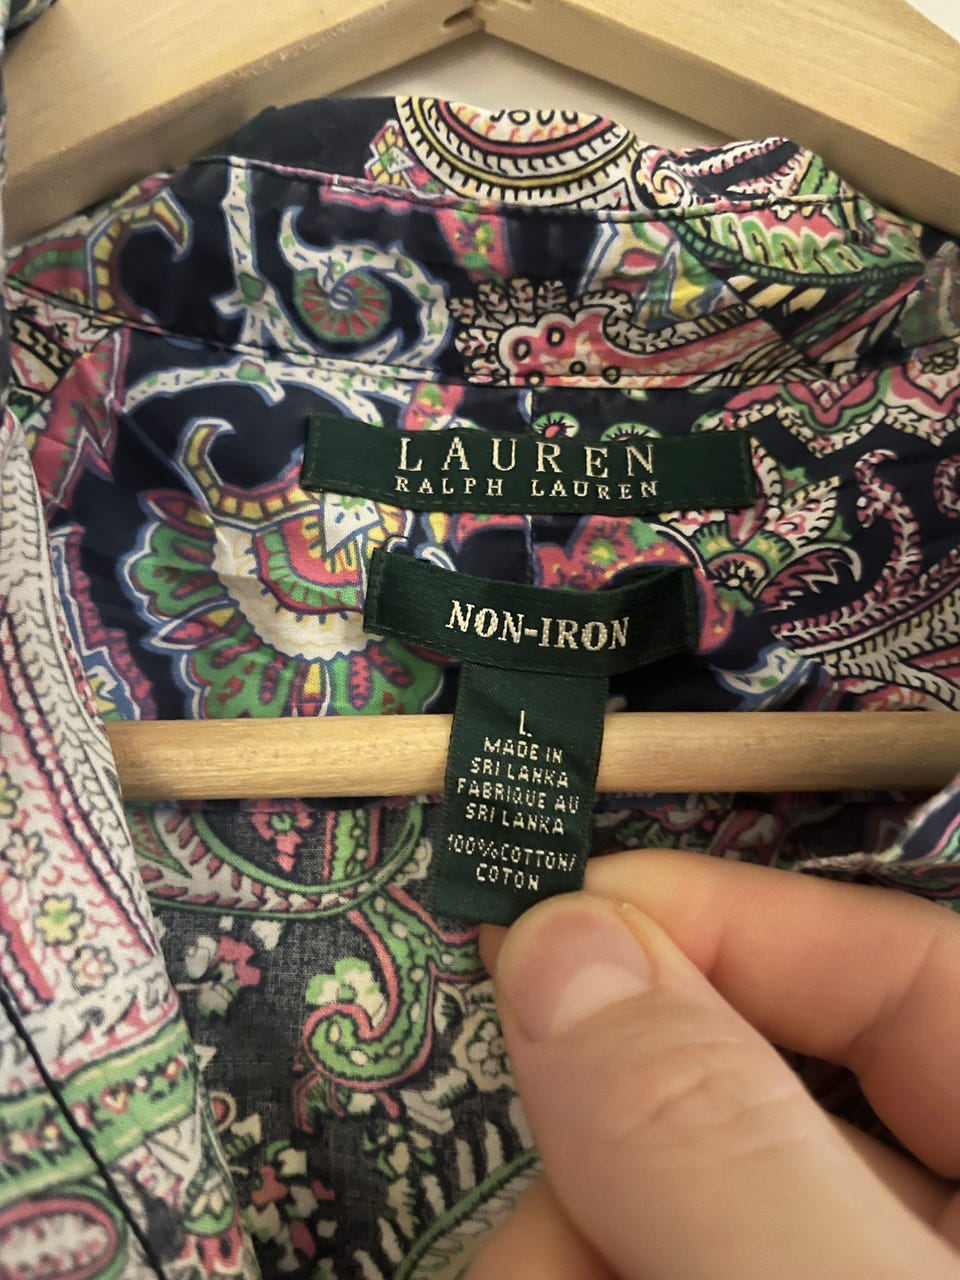 LAUREN
RALPH LAUREN
NON-IRON
L
MADE IN
SRI LANKA
FABRIQUE AU
SRI LANKA
100%COTTON/
COTON